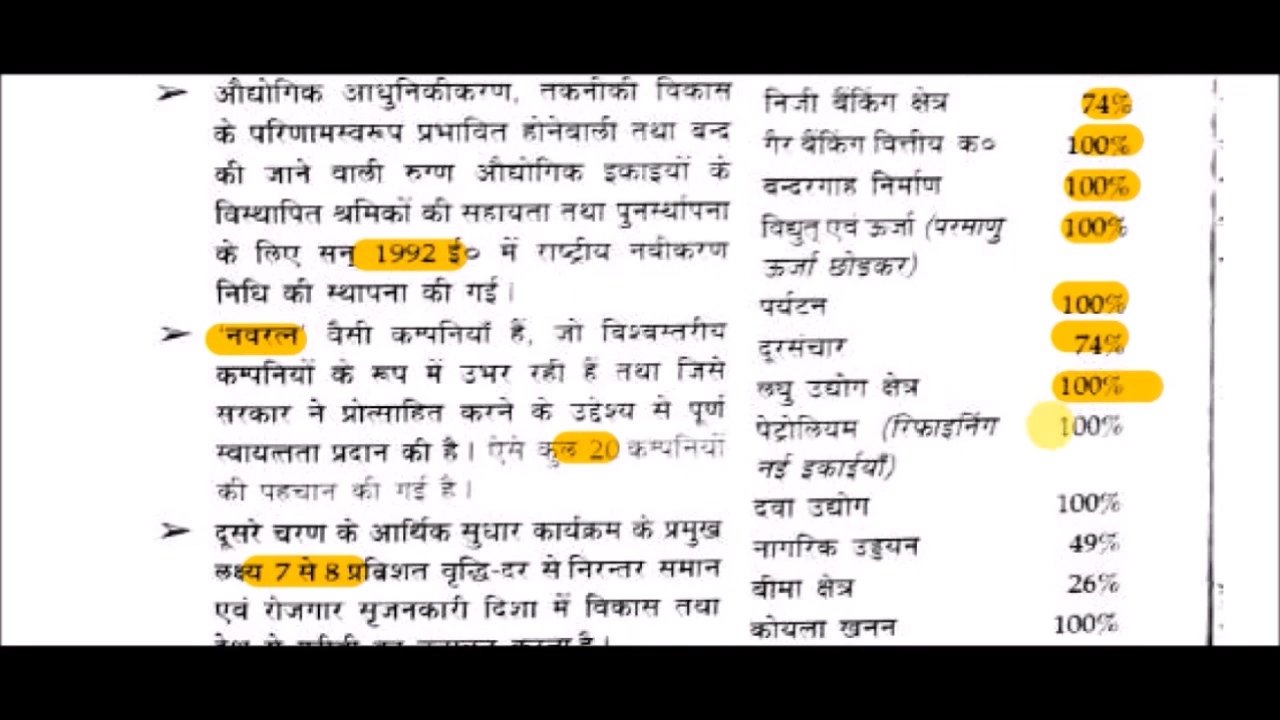 ➢ औद्योगिक आधुनिकीकरण, तकनीकी विकास
के परिणामस्वरूप प्रभावित होनेवाली तथा बन्द
की जाने वाली रुग्ण औद्योगिक इकाइयों के
विस्थापित श्रमिकों की सहायता तथा पुनर्स्थापना
के लिए सन् 1992 ई० में राष्ट्रीय नवीकरण
निधि की स्थापना की गई।
➢ 'नवरत्न' वैसी कम्पनियाँ हैं, जो विश्वस्तरीय
कम्पनियों के रूप में उभर रही हैं तथा जिसे
सरकार ने प्रोत्साहित करने के उद्देश्य से पूर्ण
स्वायत्तता प्रदान की है। ऐसे कुल 20 कम्पनियों
की पहचान की गई है।
➢ दूसरे चरण के आर्थिक सुधार कार्यक्रम के प्रमुख
लक्ष्य 7 से 8 प्रतिशत वृद्धि-दर से निरन्तर समान
एवं रोजगार सृजनकारी दिशा में विकास तथा
निजी बैंकिंग क्षेत्र 74%
गैर बैंकिंग वित्तीय क० 100%
बन्दरगाह निर्माण 100%
विद्युत् एवं ऊर्जा (परमाणु 100%
ऊर्जा छोड़कर)
पर्यटन 100%
दूरसंचार 74%
लघु उद्योग क्षेत्र 100%
पेट्रोलियम (रिफाइनिंग 100%
नई इकाईयाँ)
दवा उद्योग 100%
नागरिक उड्डयन 49%
बीमा क्षेत्र 26%
कोयला खनन 100%